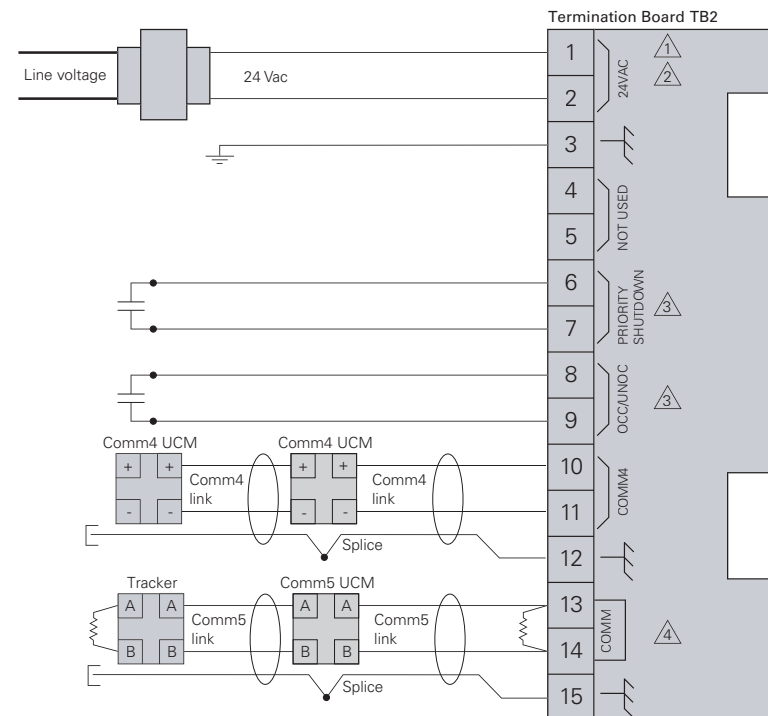 Termination Board TB2
Line voltage
24 Vac
1
2
24VAC
1
2
3
4
5
NOT USED
6
7
PRIORITY
SHUTDOWN
3
8
9
OCC/UNOC
3
Comm4 UCM
Comm4 UCM
+ +
+ +
- -
- -
Comm4
link
Comm4
link
10
11
COMM4
Splice
12
Tracker
Comm5 UCM
A A
A A
B B
B B
Comm5
link
Comm5
link
13
14
COMM
4
Splice
15